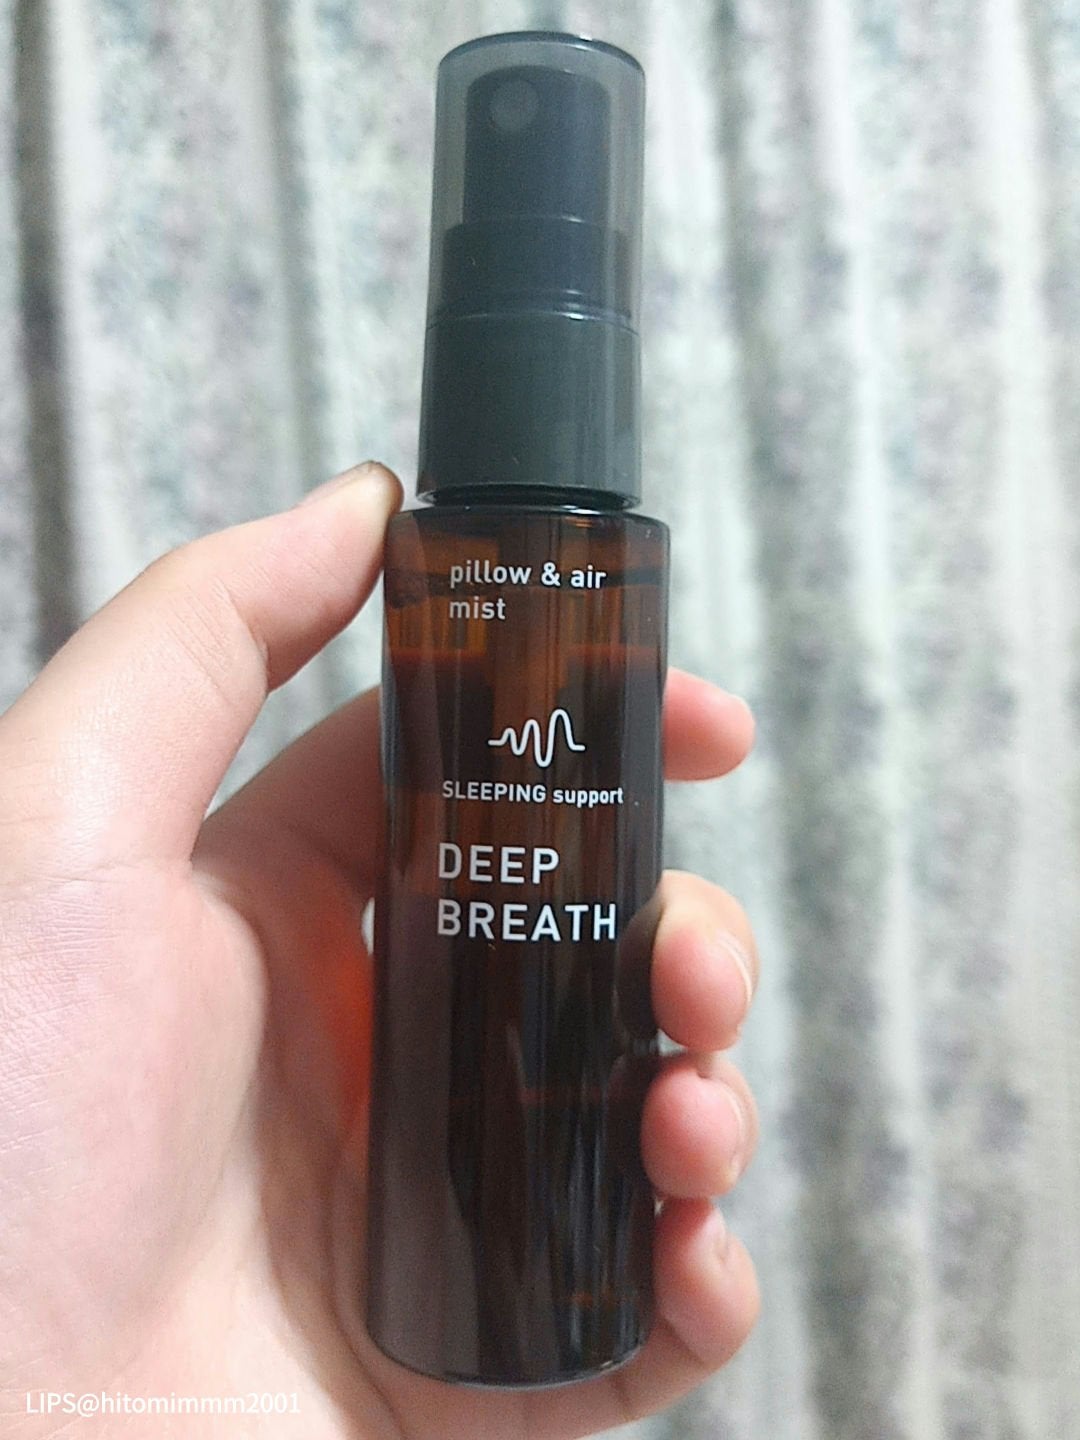 pillow & air
mist
SLEEPING support
DEEP
BREATH
LIPS@hitomimmm2001